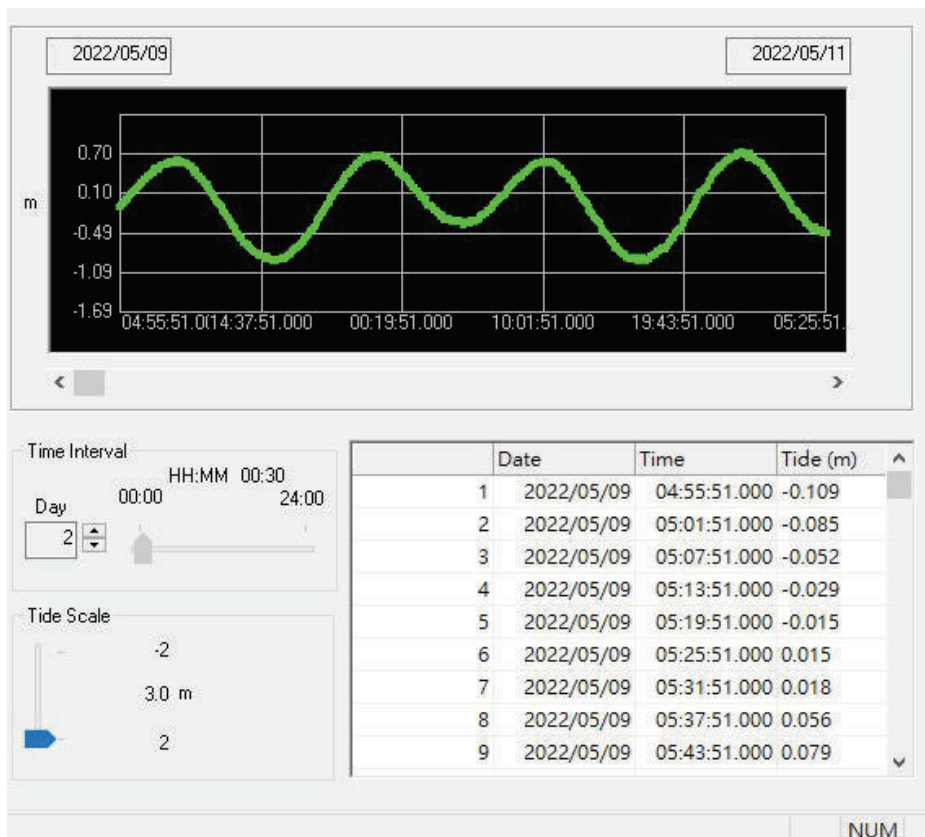 2022/05/09 2022/05/11
0.70
m
0.10
-0.49
-1.09
-1.69
04:55:51.0( 14:37:51.000 00:19:51.000 10:01:51.000 19:43:51.000 05:25:51.
Time Interval
HH:MM 00:30
Day 00:00 24:00
2
Tide Scale
-2
3.0 m
2
Date Time Tide (m)
1 2022/05/09 04:55:51.000 -0.109
2 2022/05/09 05:01:51.000 -0.085
3 2022/05/09 05:07:51.000 -0.052
4 2022/05/09 05:13:51.000 -0.029
5 2022/05/09 05:19:51.000 -0.015
6 2022/05/09 05:25:51.000 0.015
7 2022/05/09 05:31:51.000 0.018
8 2022/05/09 05:37:51.000 0.056
9 2022/05/09 05:43:51.000 0.079
NUM